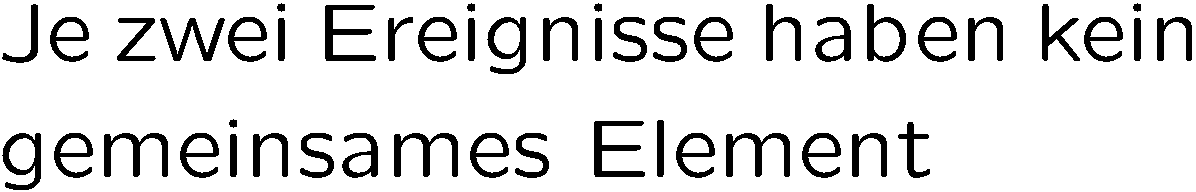 Je zwei Ereignisse haben kein
gemeinsames Element